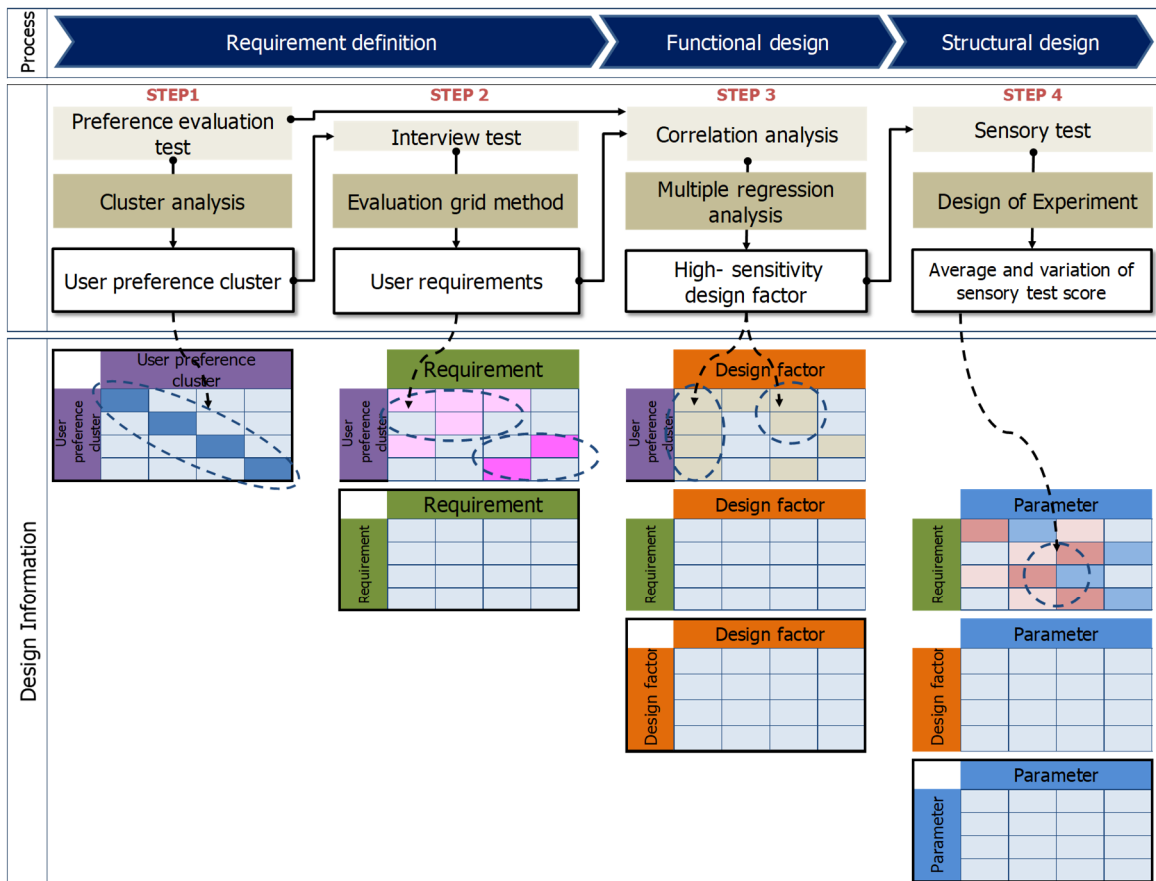 Process
Requirement definition
Functional design
Structural design
STEP1
STEP 2
STEP 3
STEP 4
Preference evaluation
test
Interview test
Correlation analysis
Sensory test
Cluster analysis
Evaluation grid method
Multiple regression
analysis
Design of Experiment
User preference cluster
User requirements
High- sensitivity
design factor
Average and variation of
sensory test score
Design Information
User preference
cluster
User
preference
cluster
Requirement
User
preference
cluster
Design factor
User
preference
cluster
Requirement
Requirement
Design factor
Requirement
Parameter
Requirement
Design factor
Design factor
Parameter
Design factor
Parameter
Parameter